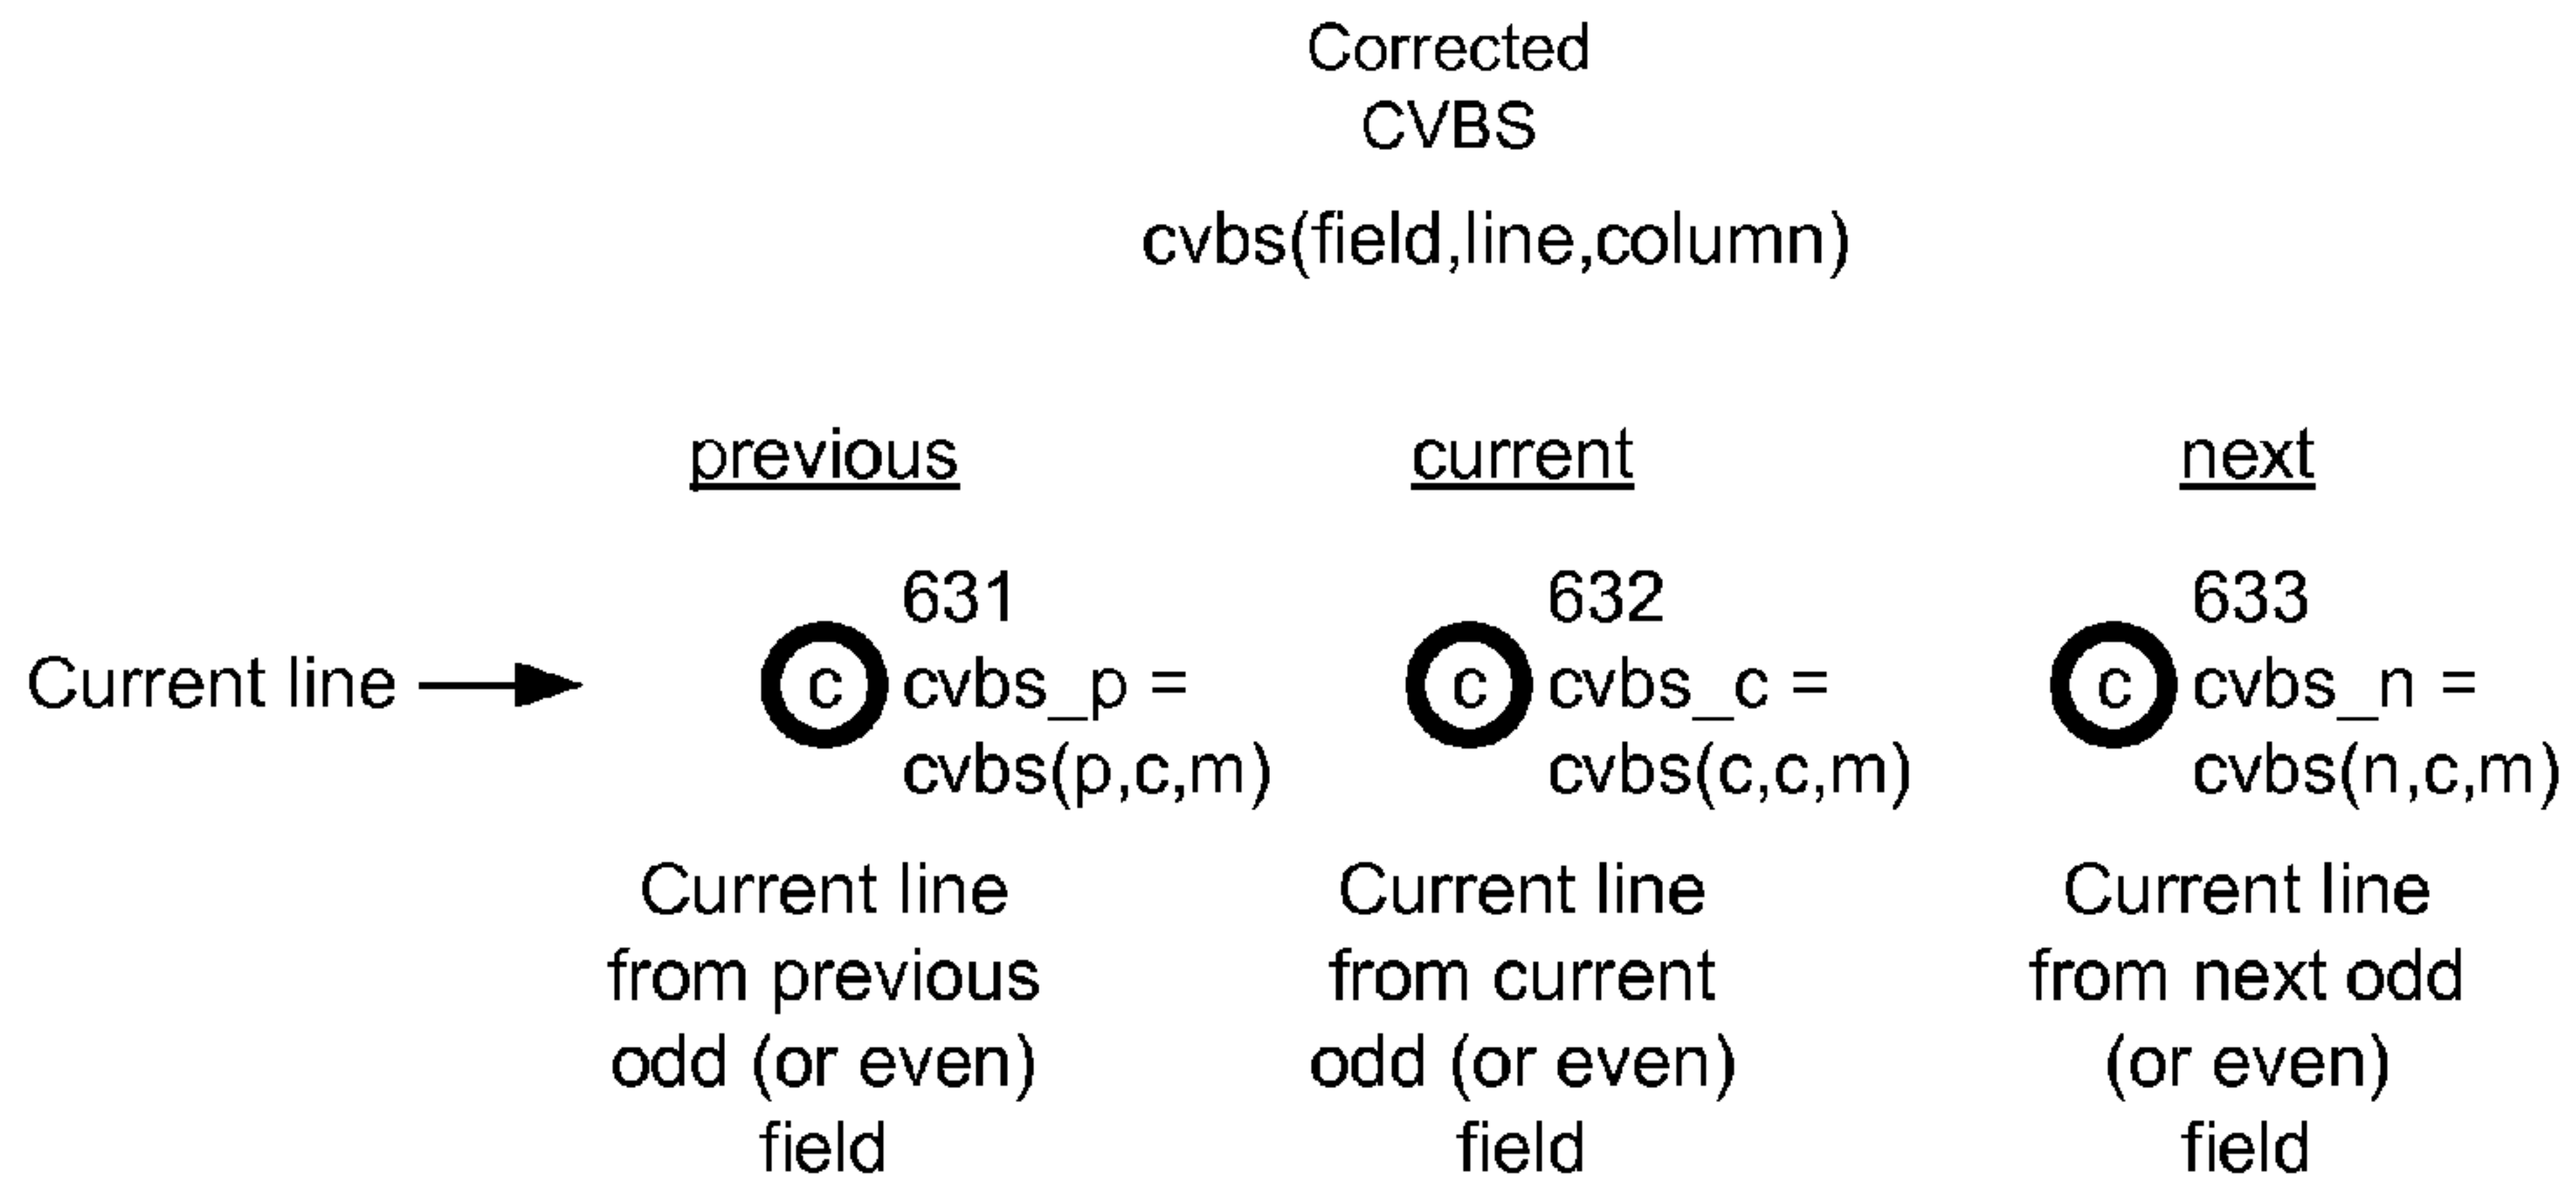 Corrected
CVBS
cvbs(field,line,column)
previous current next
631 632 633
Current line c cvbs_p = c cvbs_c = c cvbs_n =
cvbs(p,c,m) cvbs(c,c,m) cvbs(n,c,m)
Current line Current line Current line
from previous from current from next odd
odd (or even) odd (or even) (or even)
field field field